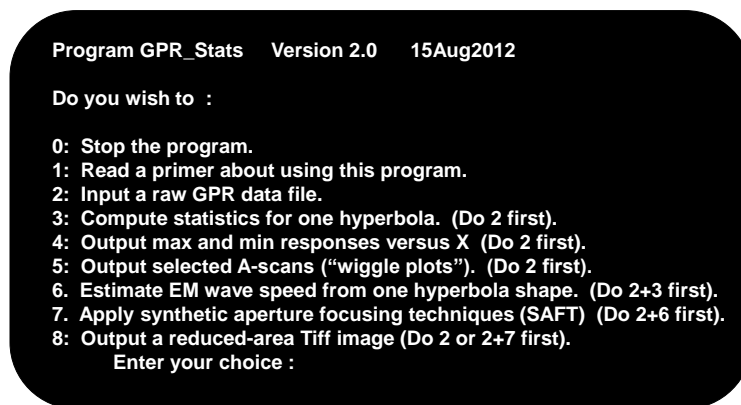 Program GPR_Stats Version 2.0 15Aug2012
Do you wish to :
0: Stop the program.
1: Read a primer about using this program.
2: Input a raw GPR data file.
3: Compute statistics for one hyperbola. (Do 2 first).
4: Output max and min responses versus X (Do 2 first).
5: Output selected A-scans (“wiggle plots”). (Do 2 first).
6. Estimate EM wave speed from one hyperbola shape. (Do 2+3 first).
7. Apply synthetic aperture focusing techniques (SAFT) (Do 2+6 first).
8: Output a reduced-area Tiff image (Do 2 or 2+7 first).
Enter your choice :